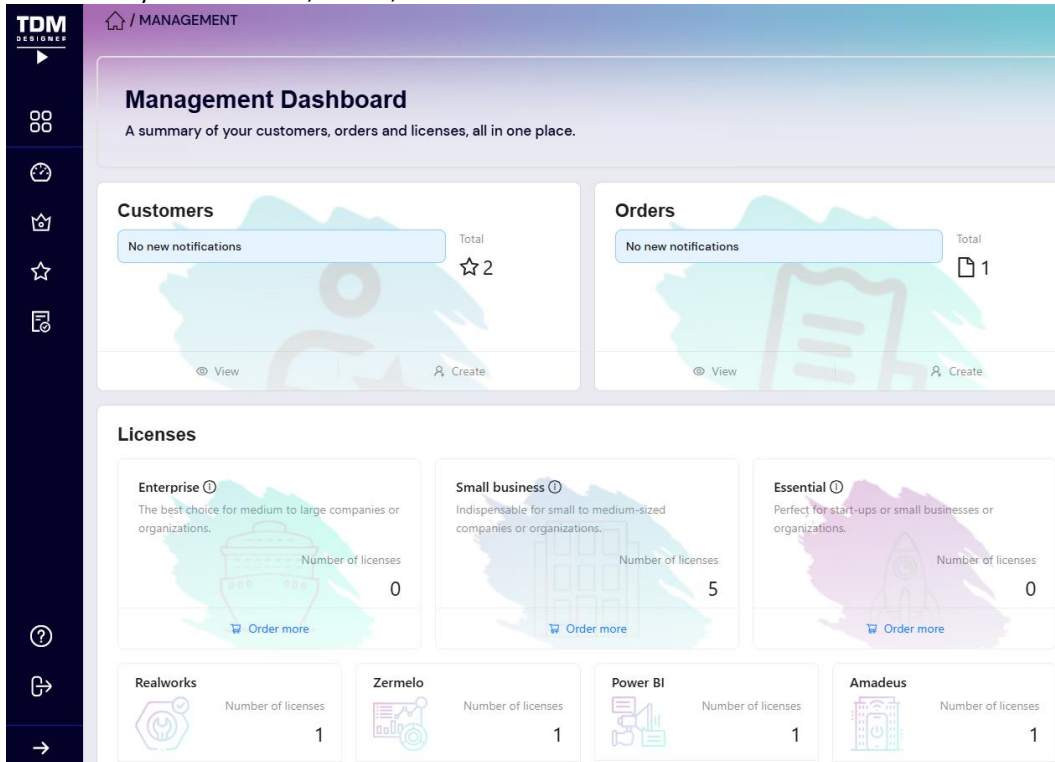 TDM
DESIGNER
/ MANAGEMENT
Management Dashboard
A summary of your customers, orders and licenses, all in one place.
Customers
No new notifications
Total
2
View
Create
Orders
No new notifications
Total
1
View
Create
Licenses
Enterprise
The best choice for medium to large companies or
organizations.
Number of licenses
0
Order more
Small business
Indispensable for small to medium-sized
companies or organizations.
Number of licenses
5
Order more
Essential
Perfect for start-ups or small businesses or
organizations.
Number of licenses
0
Order more
Realworks
Number of licenses
1
Zermelo
Number of licenses
1
Power BI
Number of licenses
1
Amadeus
Number of licenses
1